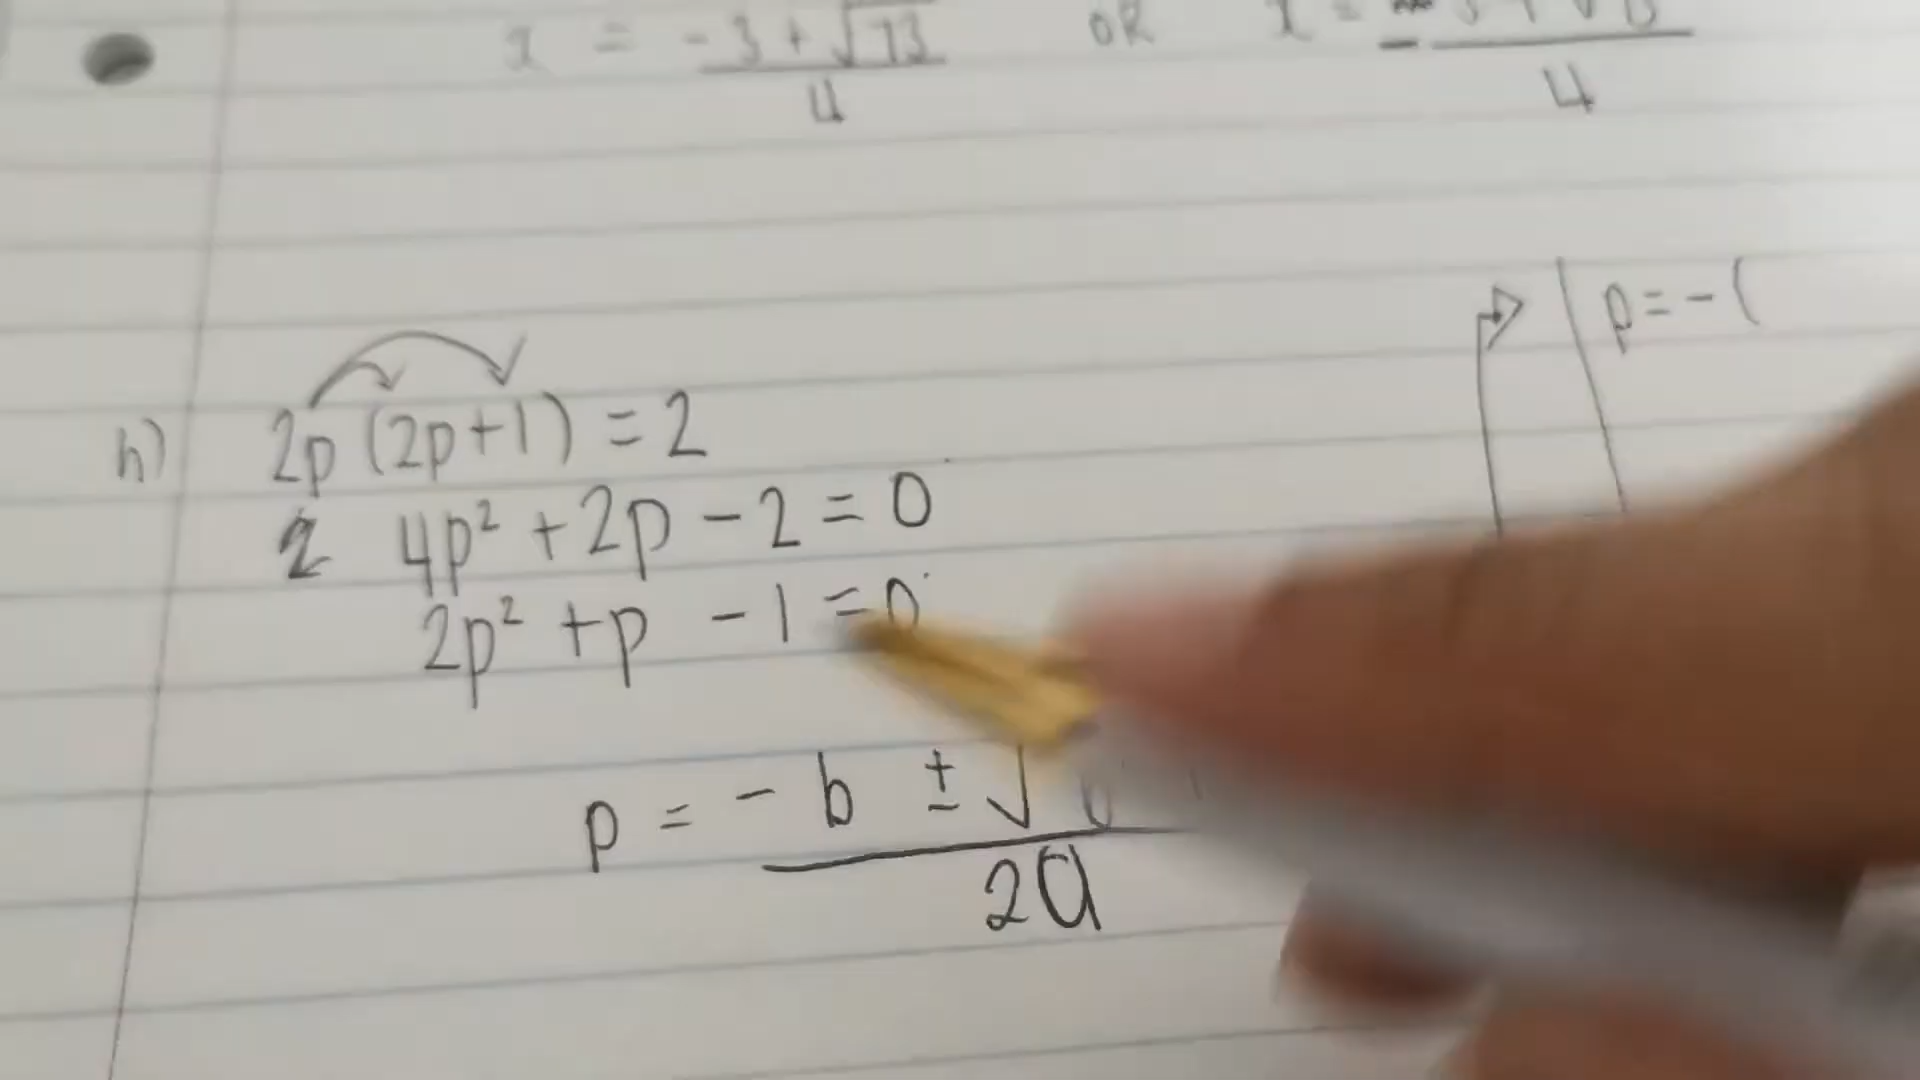 x = -3 + √73 / 4 OR x = - / 4
p = - (
h) 2p (2p+1) = 2
4p² + 2p - 2 = 0
2p² + p - 1 = 0
p = - b ± √b / 2a